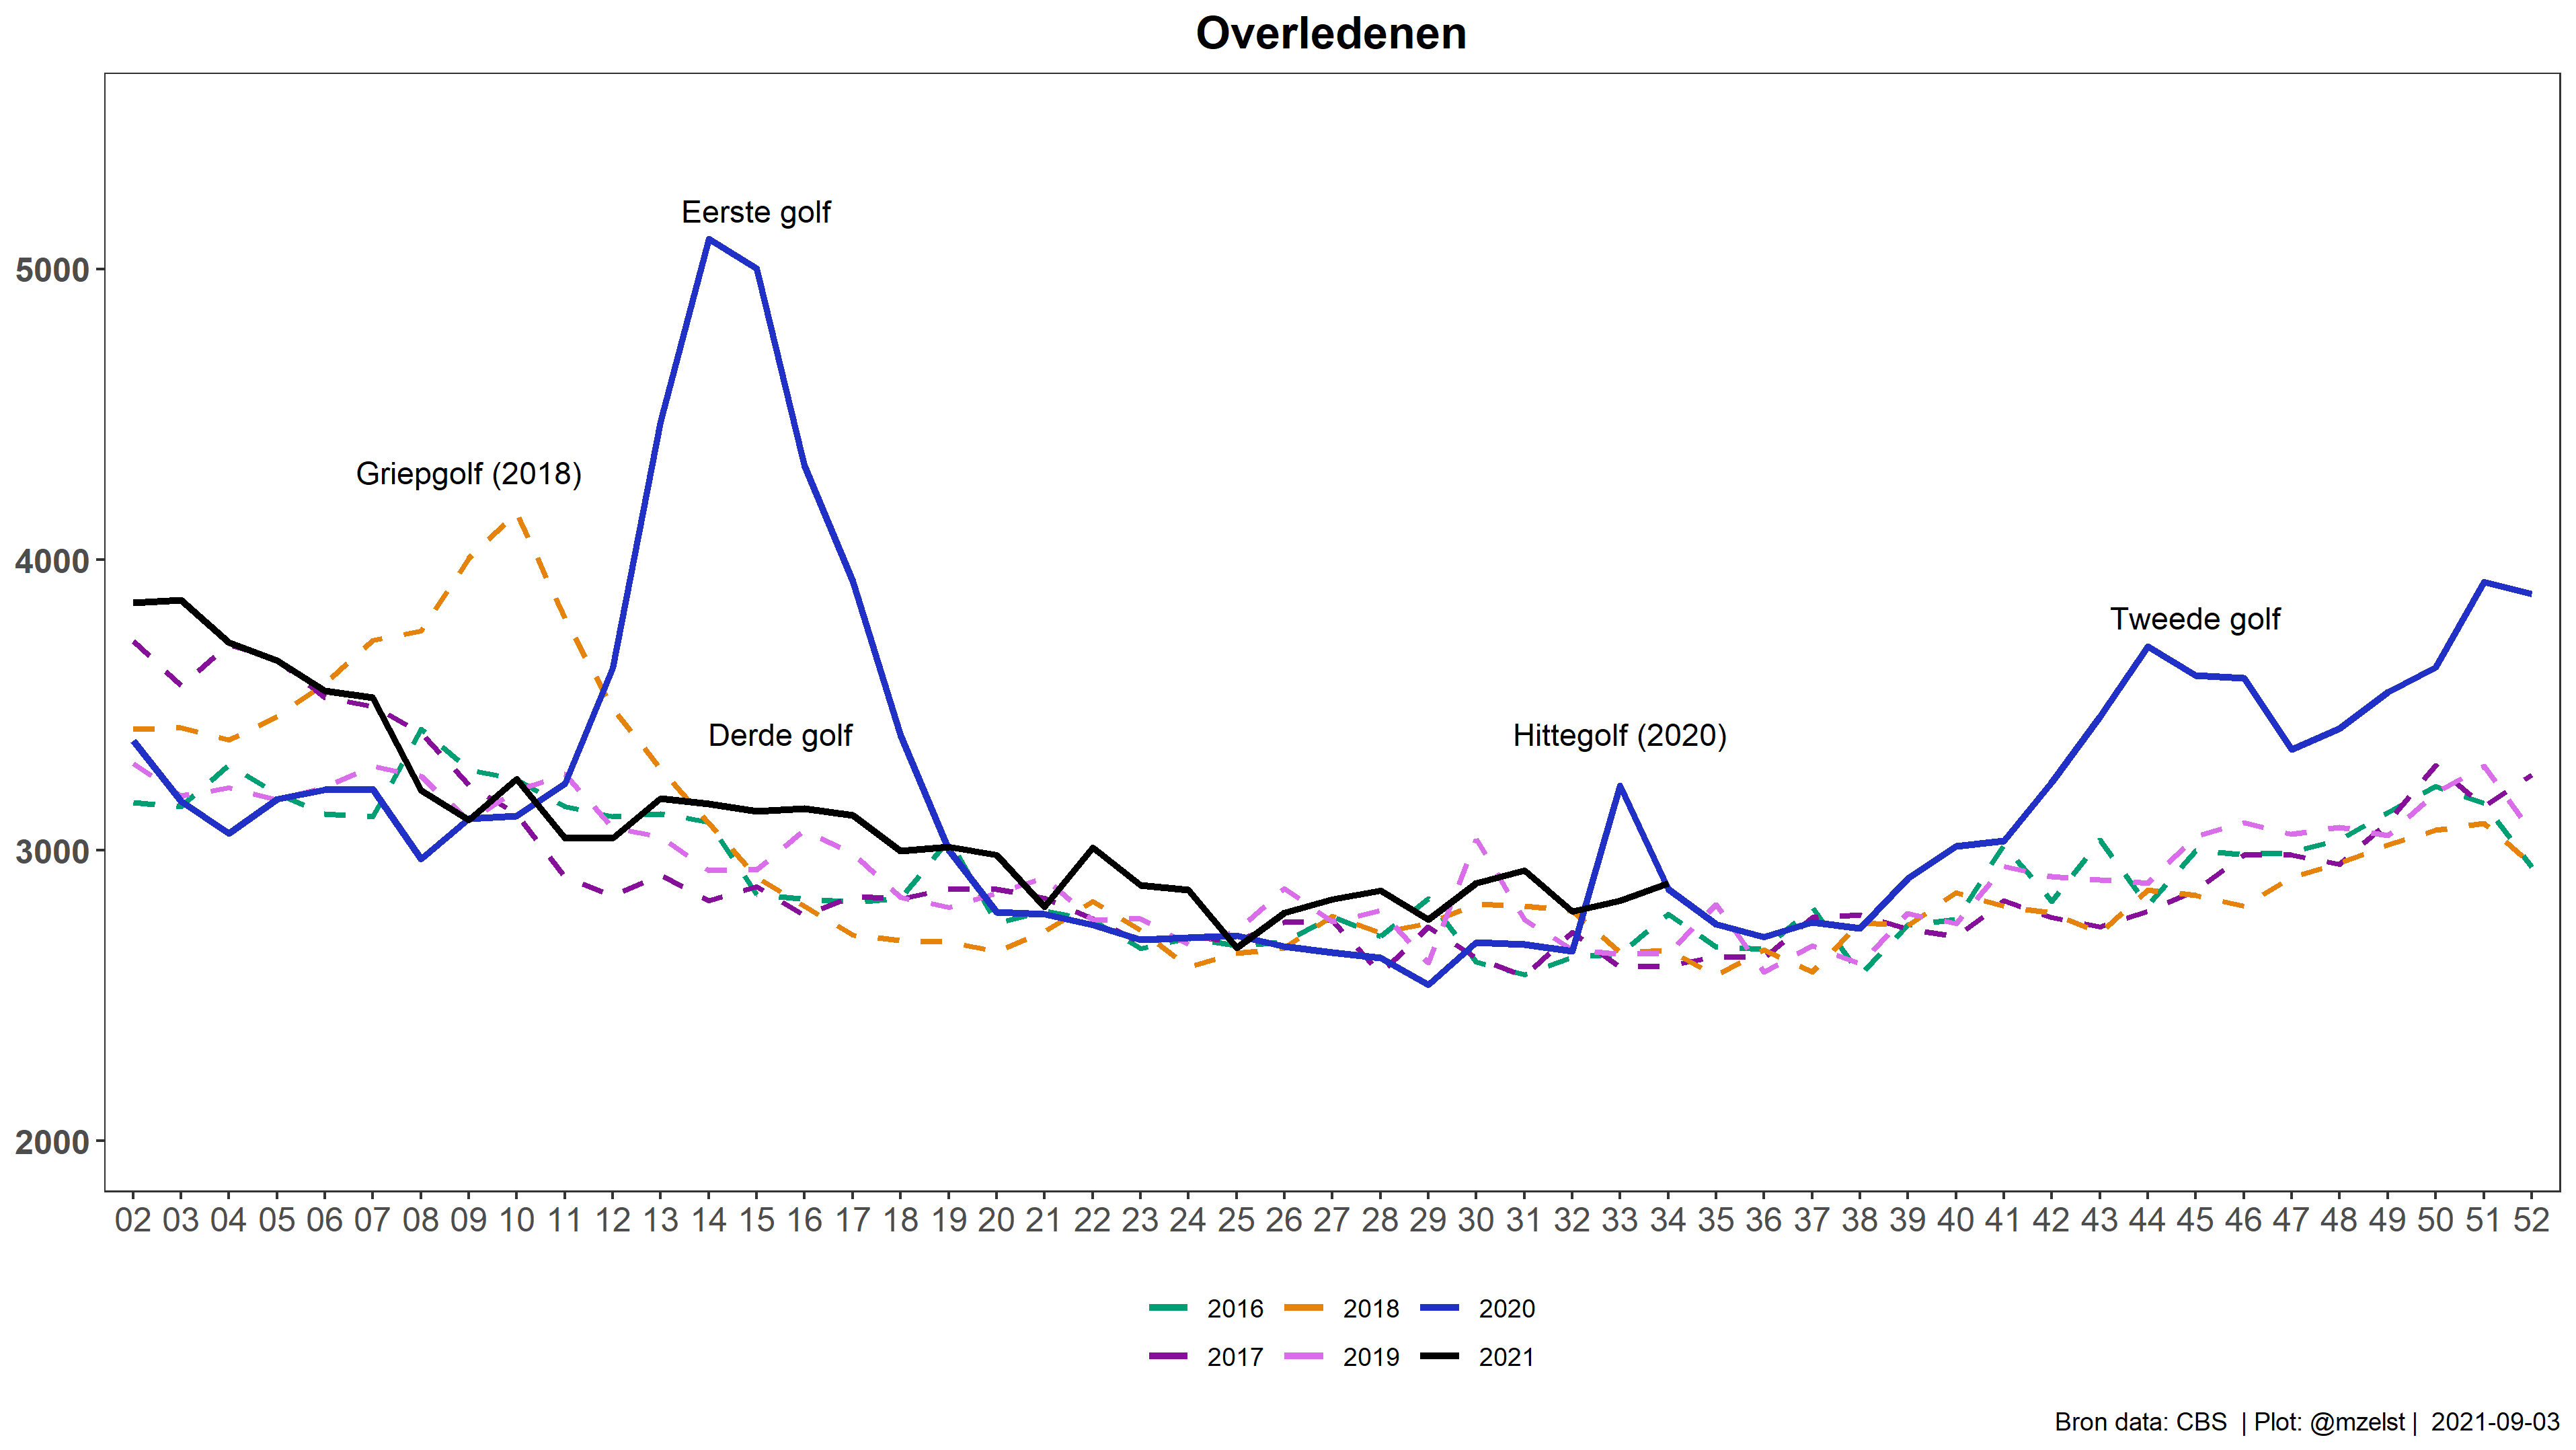 Overledenen
Eerste golf
5000
Griepgolf (2018)
4000
Tweede golf
Derde golf
Hittegolf (2020)
3000
2000
02 03 04 05 06 07 08 09 10 11 12 13 14 15 16 17 18 19 20 21 22 23 24 25 26 27 28 29 30 31 32 33 34 35 36 37 38 39 40 41 42 43 44 45 46 47 48 49 50 51 52
2016 2018 2020
2017 2019 2021
Bron data: CBS | Plot: @mzelst | 2021-09-03